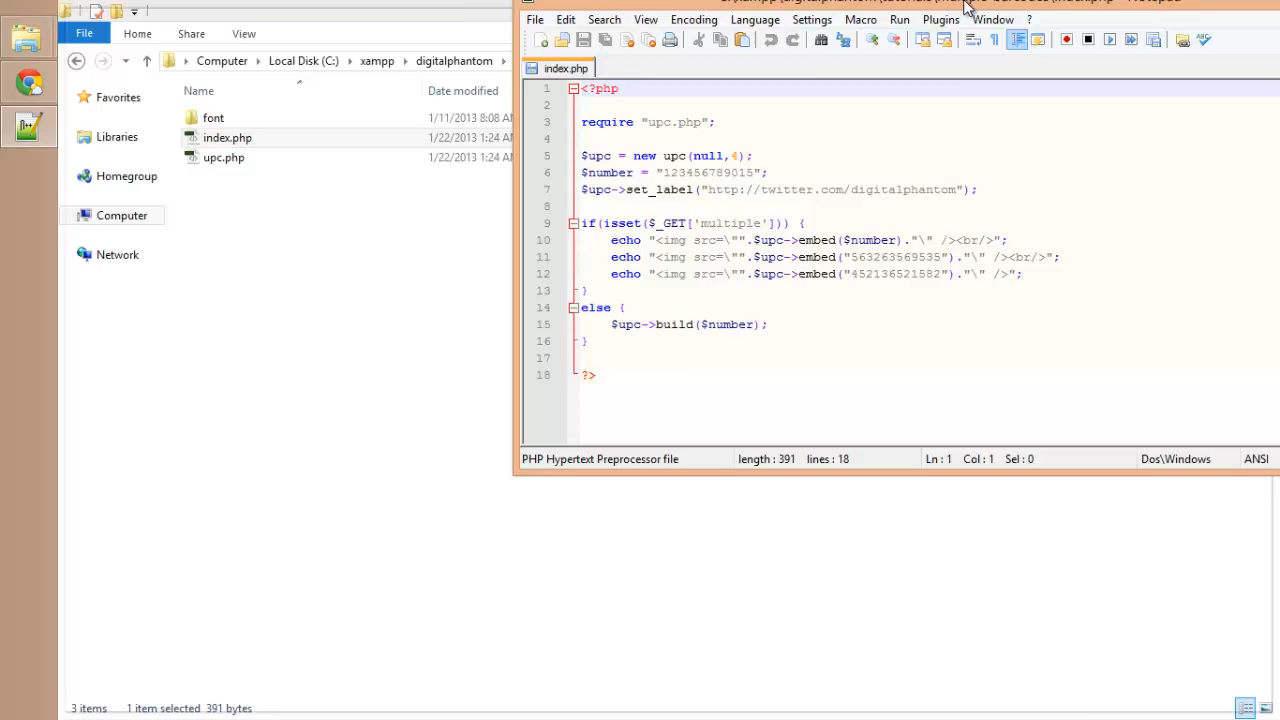 File Home Share View
Computer Local Disk (C:) xampp digitalphantom
Favorites
Libraries
Homegroup
Computer
Network
Name Date modified
font 1/11/2013 8:08 AM
index.php 1/22/2013 1:24 AM
upc.php 1/22/2013 1:24 AM
3 items 1 item selected 391 bytes
File Edit Search View Encoding Language Settings Macro Run Plugins Window ?
index.php
1 <?php
2
3 require "upc.php";
4
5 $upc = new upc(null,4);
6 $number = "123456789015";
7 $upc->set_label("http://twitter.com/digitalphantom");
8
9 if(isset($_GET['multiple'])) {
10 echo "<img src=\"".$upc->embed($number)."\" /><br/>";
11 echo "<img src=\"".$upc->embed("563263569535")."\" /><br/>";
12 echo "<img src=\"".$upc->embed("452136521582")."\" />";
13 }
14 else {
15 $upc->build($number);
16 }
17
18 ?>
PHP Hypertext Preprocessor file length : 391 lines : 18 Ln : 1 Col : 1 Sel : 0 Dos\Windows ANSI